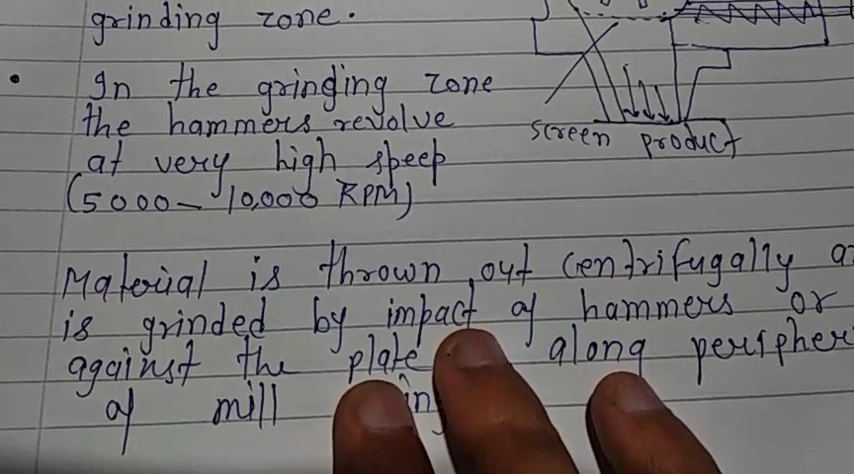 grinding zone.
In the grinding zone
the hammers revolve
at very high speep
(5000 – 10,000 RPM)
screen product
Material is thrown out centrifugally
is grinded by impact of hammers or
against the plate along
of mill